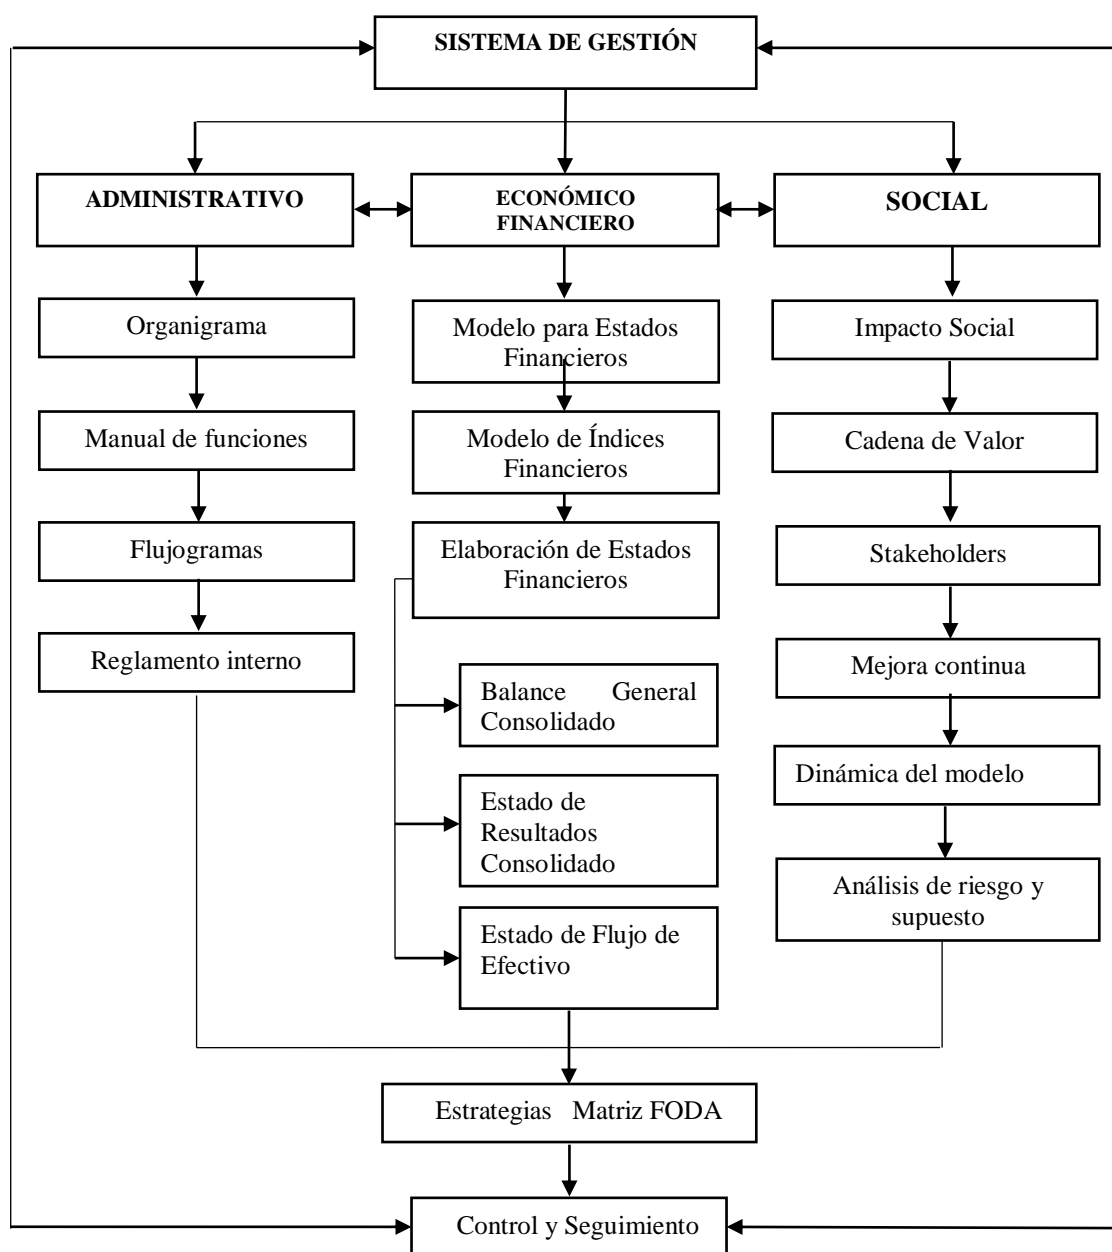 SISTEMA DE GESTIÓN
ADMINISTRATIVO
ECONÓMICO
FINANCIERO
SOCIAL
Organigrama
Manual de funciones
Flujogramas
Reglamento interno
Modelo para Estados
Financieros
Modelo de Índices
Financieros
Elaboración de Estados
Financieros
Balance General
Consolidado
Estado de
Resultados
Consolidado
Estado de Flujo de
Efectivo
Impacto Social
Cadena de Valor
Stakeholders
Mejora continua
Dinámica del modelo
Análisis de riesgo y
supuesto
Estrategias Matriz FODA
Control y Seguimiento